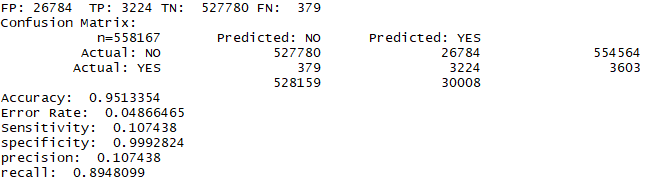 FP: 26784 TP: 3224 TN: 527780 FN: 379
Confusion Matrix:
n=558167 Predicted: NO Predicted: YES
Actual: NO 527780 26784 554564
Actual: YES 379 3224 3603
528159 30008
Accuracy: 0.9513354
Error Rate: 0.04866465
Sensitivity: 0.107438
specificity: 0.9992824
precision: 0.107438
recall: 0.8948099